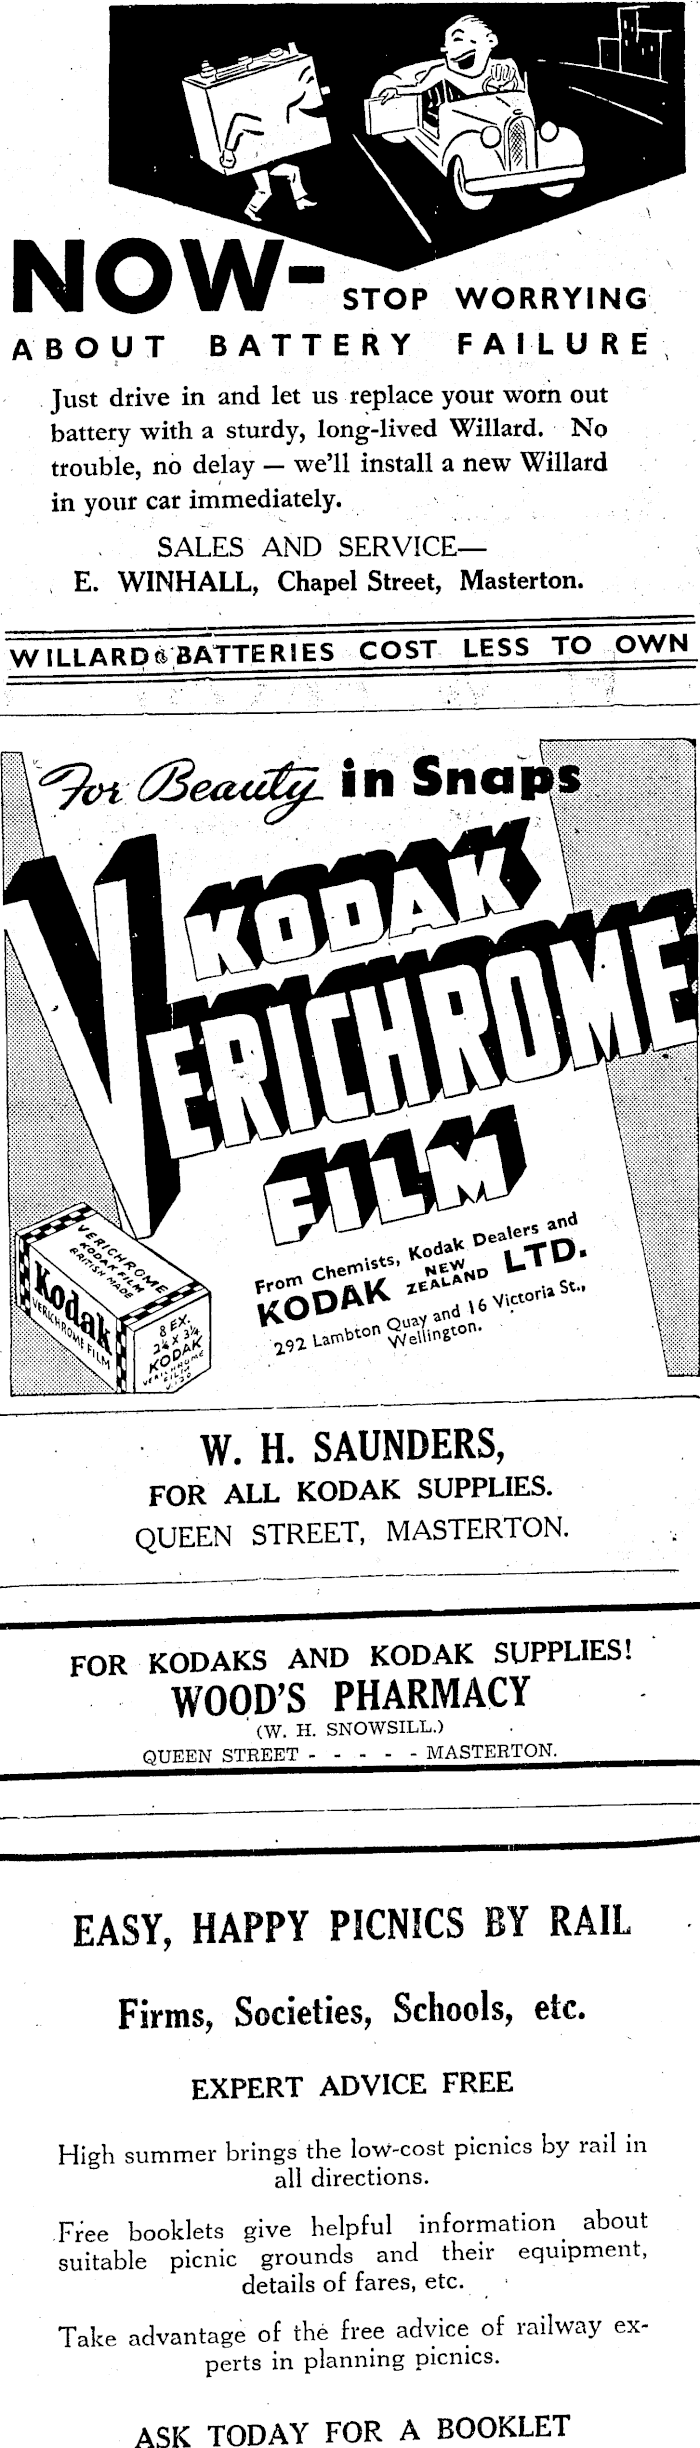 NOW-
STOP WORRYING
ABOUT BATTERY FAILURE
Just drive in and let us replace your worn out
battery with a sturdy, long-lived Willard. No
trouble, no delay — we'll install a new Willard
in your car immediately.
SALES AND SERVICE—
E. WINHALL, Chapel Street, Masterton.
WILLARD BATTERIES COST LESS TO OWN
For Beauty in Snaps
KODAK
VERICHROME
FILM
VERICHROME
KODAK FILM
BRITISH MADE
Kodak
VERICHROME FILM
8 EX.
2¼ X 3¼
KODAK
VERICHROME
FILM
V.120
From Chemists, Kodak Dealers and
KODAK NEW ZEALAND LTD.
292 Lambton Quay and 16 Victoria St.,
Wellington.
W. H. SAUNDERS,
FOR ALL KODAK SUPPLIES.
QUEEN STREET, MASTERTON.
FOR KODAKS AND KODAK SUPPLIES!
WOOD'S PHARMACY
(W. H. SNOWSILL.)
QUEEN STREET - - - - - MASTERTON.
EASY, HAPPY PICNICS BY RAIL
Firms, Societies, Schools, etc.
EXPERT ADVICE FREE
High summer brings the low-cost picnics by rail in
all directions.
Free booklets give helpful information about
suitable picnic grounds and their equipment,
details of fares, etc.
Take advantage of the free advice of railway ex-
perts in planning picnics.
ASK TODAY FOR A BOOKLET